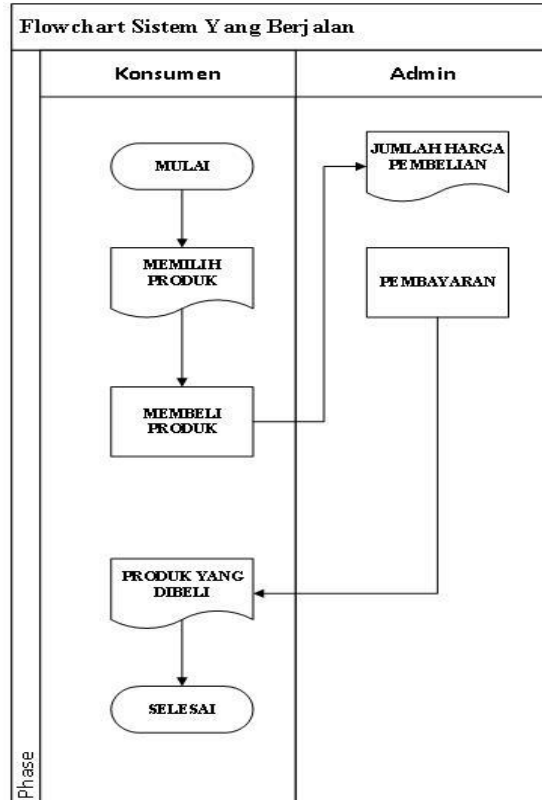 Flowchart Sistem Yang Berjalan
Konsumen
Admin
MULAI
JUMLAH HARGA
PEMBELIAN
MEMILIH
PRODUK
PEMBAYARAN
MEMBELI
PRODUK
PRODUK YANG
DIBELI
SELESAI
Phase